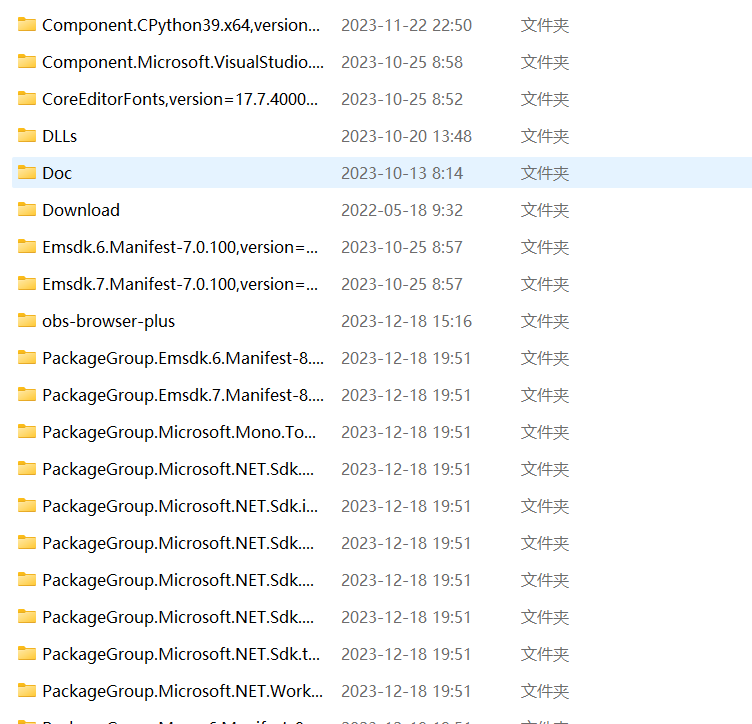 Component.CPython39.x64,version... 2023-11-22 22:50 文件夹
Component.Microsoft.VisualStudio.... 2023-10-25 8:58 文件夹
CoreEditorFonts,version=17.7.4000... 2023-10-25 8:52 文件夹
DLLs 2023-10-20 13:48 文件夹
Doc 2023-10-13 8:14 文件夹
Download 2022-05-18 9:32 文件夹
Emsdk.6.Manifest-7.0.100,version=... 2023-10-25 8:57 文件夹
Emsdk.7.Manifest-7.0.100,version=... 2023-10-25 8:57 文件夹
obs-browser-plus 2023-12-18 15:16 文件夹
PackageGroup.Emsdk.6.Manifest-8.... 2023-12-18 19:51 文件夹
PackageGroup.Emsdk.7.Manifest-8.... 2023-12-18 19:51 文件夹
PackageGroup.Microsoft.Mono.To... 2023-12-18 19:51 文件夹
PackageGroup.Microsoft.NET.Sdk.... 2023-12-18 19:51 文件夹
PackageGroup.Microsoft.NET.Sdk.i... 2023-12-18 19:51 文件夹
PackageGroup.Microsoft.NET.Sdk.... 2023-12-18 19:51 文件夹
PackageGroup.Microsoft.NET.Sdk.... 2023-12-18 19:51 文件夹
PackageGroup.Microsoft.NET.Sdk.... 2023-12-18 19:51 文件夹
PackageGroup.Microsoft.NET.Sdk.t... 2023-12-18 19:51 文件夹
PackageGroup.Microsoft.NET.Work... 2023-12-18 19:51 文件夹